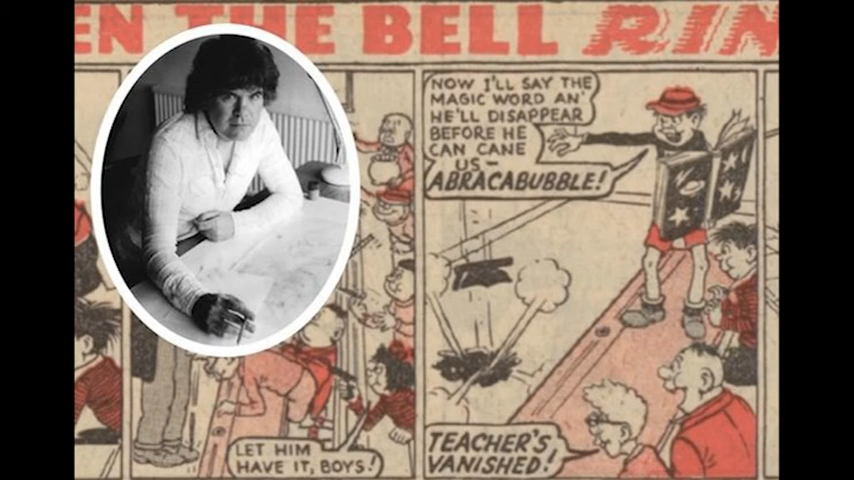 EN THE BELL RIN
NOW I'LL SAY THE
MAGIC WORD AN'
HE'LL DISAPPEAR
BEFORE HE
CAN CANE
US-
ABRACABUBBLE!
LET HIM
HAVE IT, BOYS!
TEACHER'S
VANISHED!